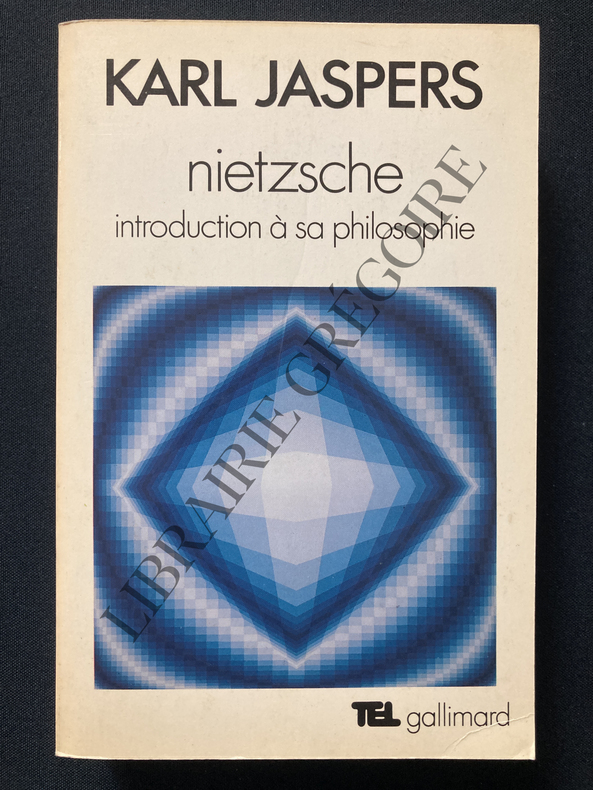 KARL JASPERS
nietzsche
introduction à sa philosophie
LIBRAIRIE GRÉGOIRE
TEL gallimard